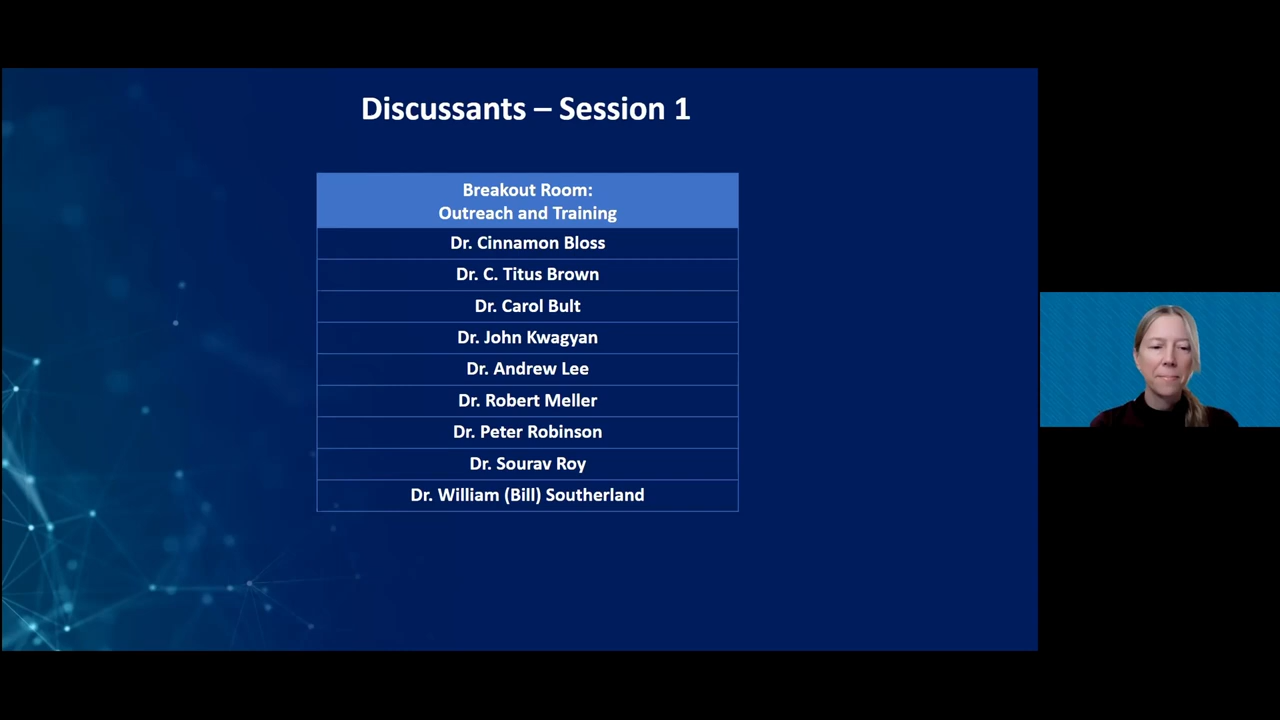 Discussants – Session 1
Breakout Room:
Outreach and Training
Dr. Cinnamon Bloss
Dr. C. Titus Brown
Dr. Carol Bult
Dr. John Kwagyan
Dr. Andrew Lee
Dr. Robert Meller
Dr. Peter Robinson
Dr. Sourav Roy
Dr. William (Bill) Southerland